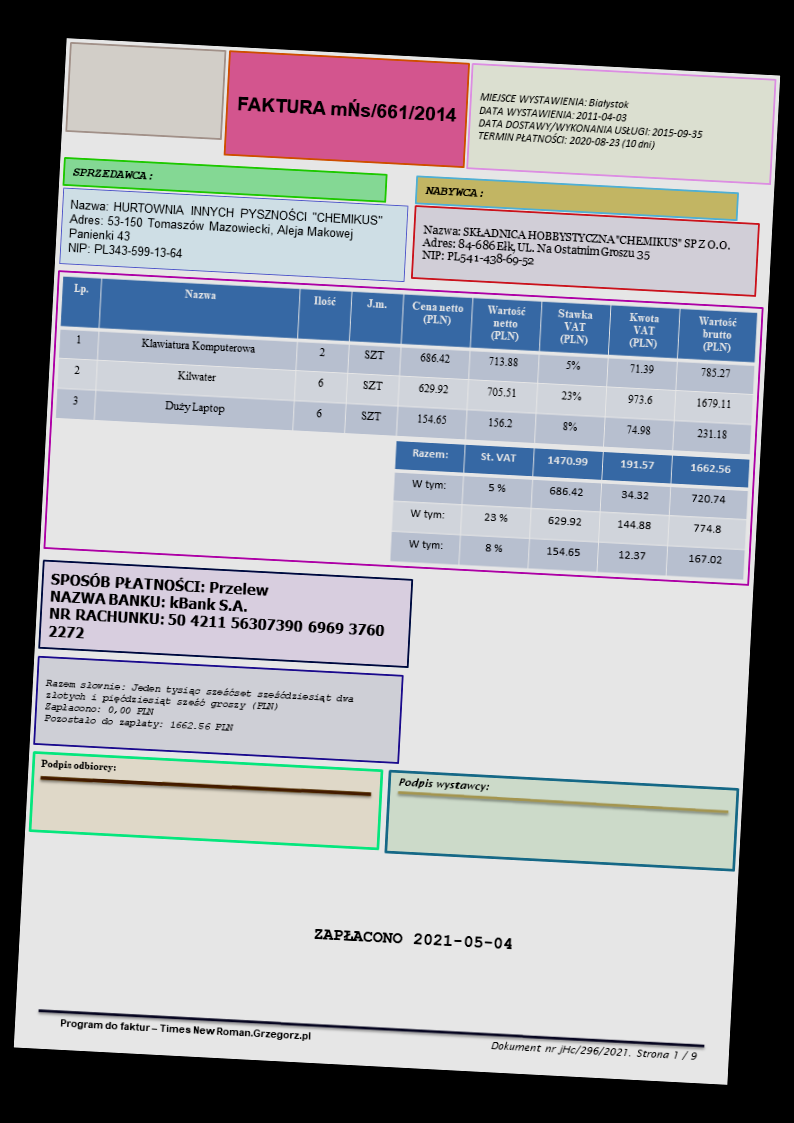 FAKTURA mŃs/661/2014
MIEJSCE WYSTAWIENIA: Białystok
DATA WYSTAWIENIA: 2011-04-03
DATA DOSTAWY/WYKONANIA USŁUGI: 2015-09-35
TERMIN PŁATNOŚCI: 2020-08-23 (10 dni)
SPRZEDAWCA:
Nazwa: HURTOWNIA INNYCH PYSZNOŚCI "CHEMIKUS"
Adres: 53-150 Tomaszów Mazowiecki, Aleja Makowej
Panienki 43
NIP: PL343-599-13-64
NABYWCA:
Nazwa: SKŁADNICA HOBBYSTYCZNA "CHEMIKUS" SP Z O.O.
Adres: 84-686 Ełk, UL. Na Ostatnim Groszu 35
NIP: PL541-438-69-52
Lp. Nazwa Ilość J.m. Cena netto (PLN) Wartość netto (PLN) Stawka VAT (PLN) Kwota VAT (PLN) Wartość brutto (PLN)
1 Klawiatura Komputerowa 2 SZT 686.42 713.88 5% 71.39 785.27
2 Kilwater 6 SZT 629.92 705.51 23% 973.6 1679.11
3 Duży Laptop 6 SZT 154.65 156.2 8% 74.98 231.18
Razem: St. VAT 1470.99 191.57 1662.56
W tym: 5 % 686.42 34.32 720.74
W tym: 23 % 629.92 144.88 774.8
W tym: 8 % 154.65 12.37 167.02
SPOSÓB PŁATNOŚCI: Przelew
NAZWA BANKU: kBank S.A.
NR RACHUNKU: 50 4211 56307390 6969 3760
2272
Razem słownie: Jeden tysiąc sześćset sześćdziesiąt dwa
złotych i pięćdziesiąt sześć groszy (PLN)
Zapłacono: 0,00 PLN
Pozostało do zapłaty: 1662.56 PLN
Podpis odbiorcy:
Podpis wystawcy:
ZAPŁACONO 2021-05-04
Program do faktur – Times New Roman.Grzegorz.pl
Dokument nr jHc/296/2021. Strona 1 / 9